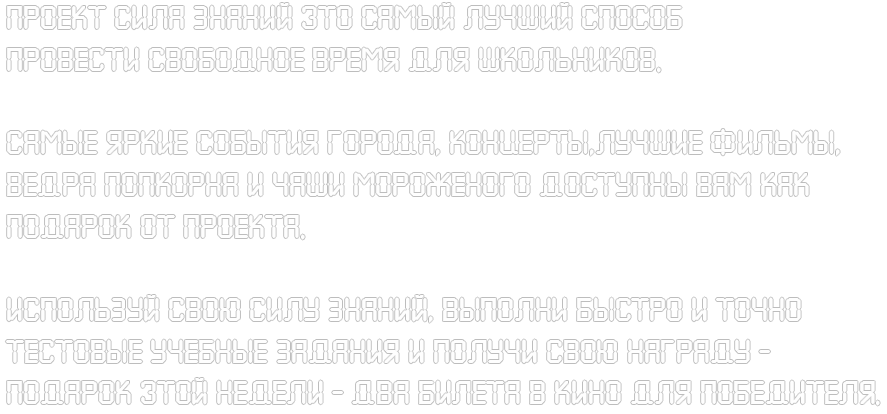 ПРОЕКТ СИЛА ЗНАНИЙ ЭТО САМЫЙ ЛУЧШИЙ СПОСОБ
ПРОВЕСТИ СВОБОДНОЕ ВРЕМЯ ДЛЯ ШКОЛЬНИКОВ.
САМЫЕ ЯРКИЕ СОБЫТИЯ ГОРОДА, КОНЦЕРТЫ,ЛУЧШИЕ ФИЛЬМЫ,
ВЕДРА ПОПКОРНА И ЧАШИ МОРОЖЕНОГО ДОСТУПНЫ ВАМ КАК
ПОДАРОК ОТ ПРОЕКТА.
ИСПОЛЬЗУЙ СВОЮ СИЛУ ЗНАНИЙ, ВЫПОЛНИ БЫСТРО И ТОЧНО
ТЕСТОВЫЕ УЧЕБНЫЕ ЗАДАНИЯ И ПОЛУЧИ СВОЮ НАГРАДУ -
ПОДАРОК ЭТОЙ НЕДЕЛИ - ДВА БИЛЕТА В КИНО ДЛЯ ПОБЕДИТЕЛЯ.